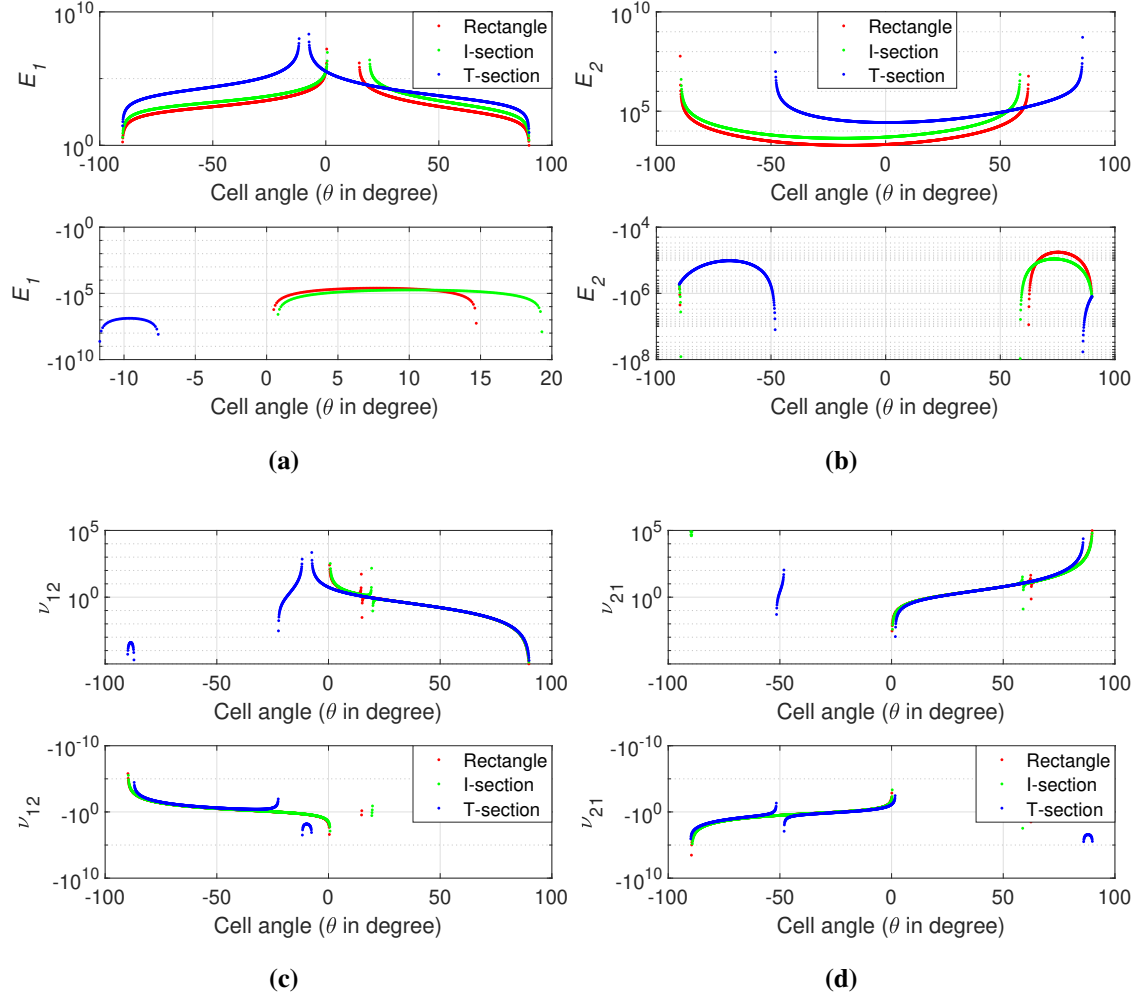 10^10
10^0
E_1
-100
-50
0
50
100
Cell angle (θ in degree)
Rectangle
I-section
T-section
-10^0
-10^5
-10^10
E_1
-10
-5
0
5
10
15
20
Cell angle (θ in degree)
(a)
10^10
10^5
E_2
-100
-50
0
50
100
Cell angle (θ in degree)
Rectangle
I-section
T-section
-10^4
-10^6
-10^8
E_2
-100
-50
0
50
100
Cell angle (θ in degree)
(b)
10^5
10^0
ν_12
-100
-50
0
50
100
Cell angle (θ in degree)
-10^-10
-10^0
-10^10
ν_12
-100
-50
0
50
100
Cell angle (θ in degree)
Rectangle
I-section
T-section
(c)
10^5
10^0
ν_21
-100
-50
0
50
100
Cell angle (θ in degree)
-10^-10
-10^0
-10^10
ν_21
-100
-50
0
50
100
Cell angle (θ in degree)
Rectangle
I-section
T-section
(d)